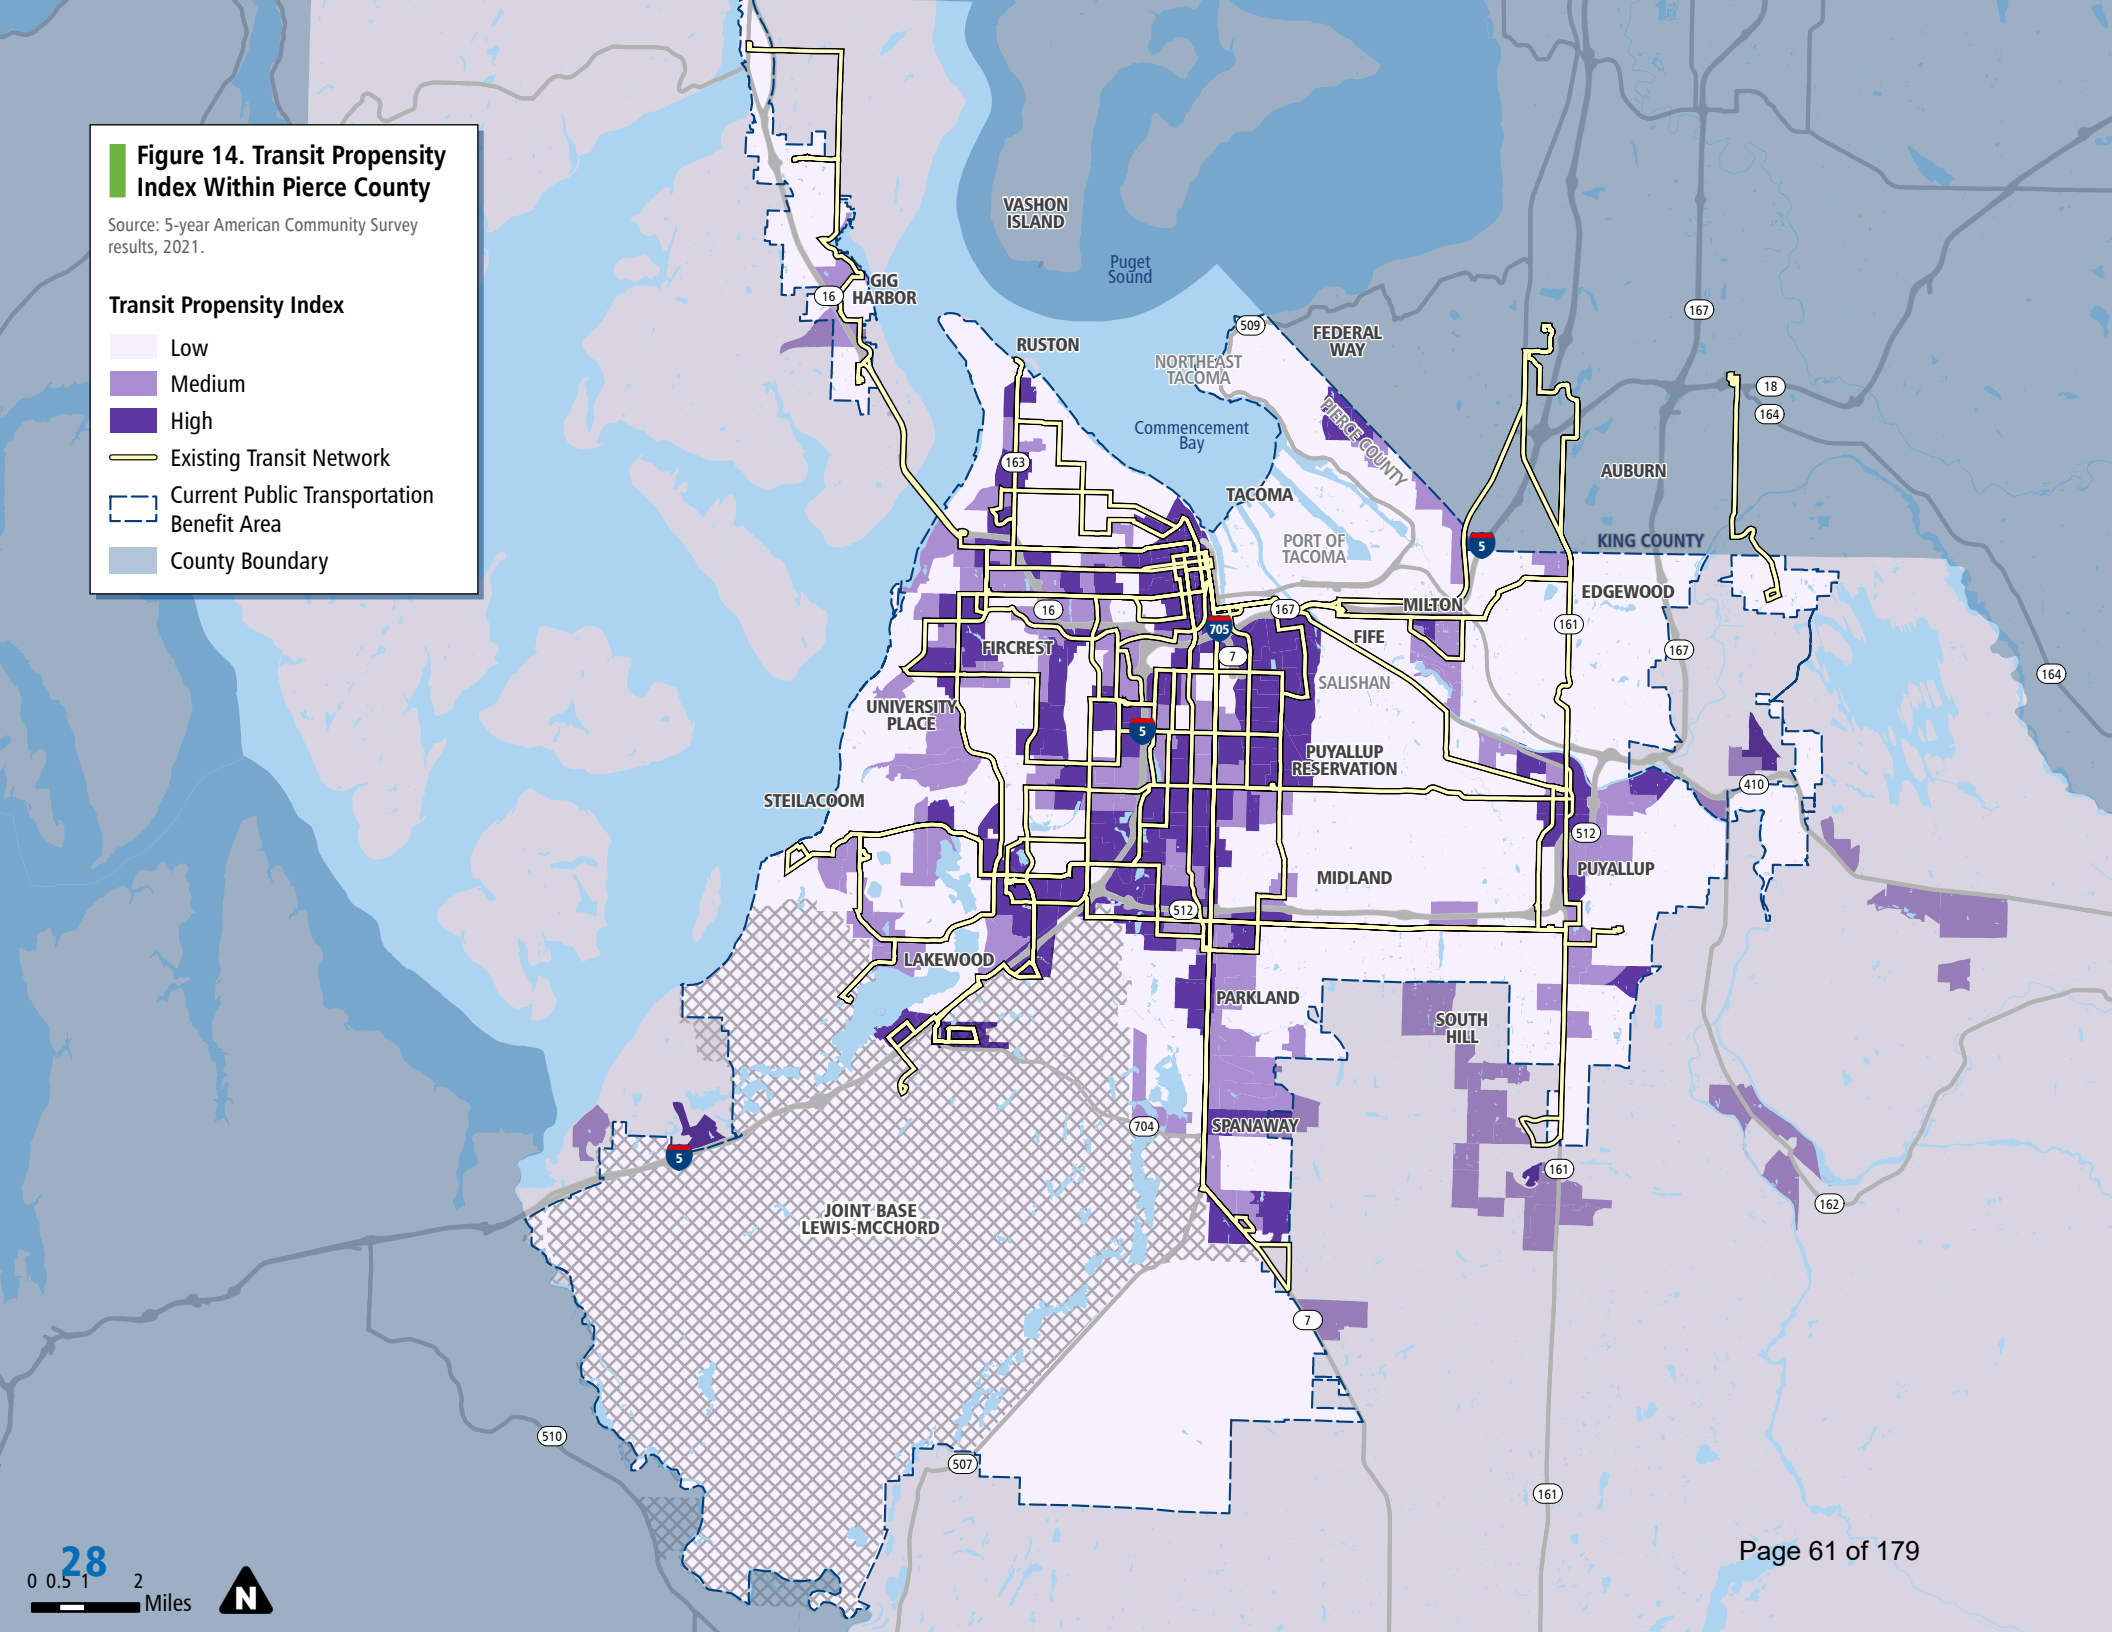 Figure 14. Transit Propensity
Index Within Pierce County
Source: 5-year American Community Survey
results, 2021.
Transit Propensity Index
Low
Medium
High
Existing Transit Network
Current Public Transportation
Benefit Area
County Boundary
VASHON
ISLAND
Puget
Sound
GIG
HARBOR
16
RUSTON
509
FEDERAL
WAY
NORTHEAST
TACOMA
167
18
164
PIERCE COUNTY
Commencement
Bay
163
AUBURN
TACOMA
PORT OF
TACOMA
5
KING COUNTY
16
167
MILTON
EDGEWOOD
161
705
FIFE
FIRCREST
7
167
164
SALISHAN
UNIVERSITY
PLACE
5
PUYALLUP
RESERVATION
410
STEILACOOM
512
PUYALLUP
MIDLAND
512
LAKEWOOD
PARKLAND
SOUTH
HILL
704
SPANAWAY
5
161
162
JOINT BASE
LEWIS-MCCHORD
7
510
507
161
Page 61 of 179
28
0 0.5 1 2
Miles
N